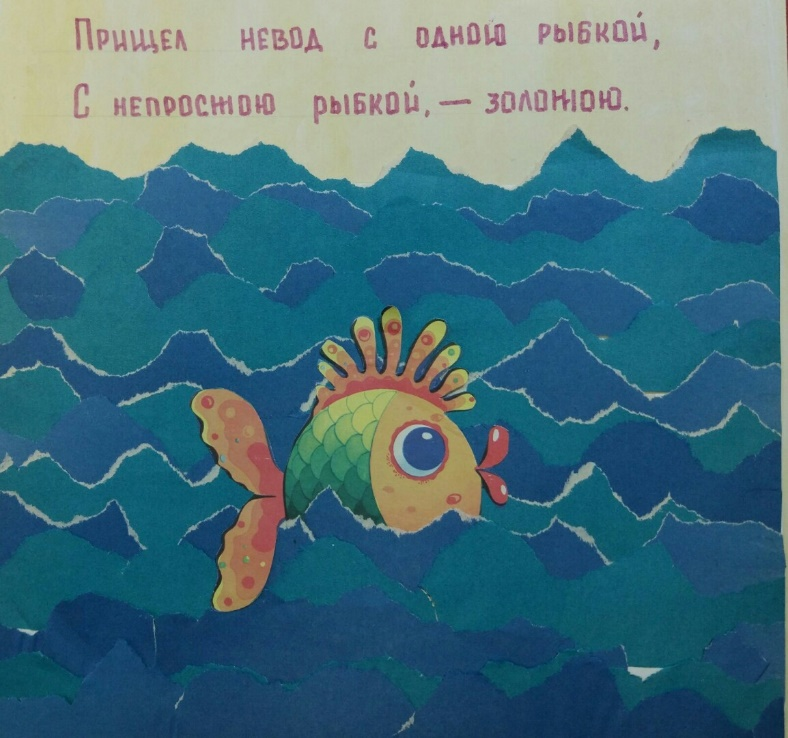 Пришел невод с одною рыбкой,
С непростою рыбкой, – золотою.